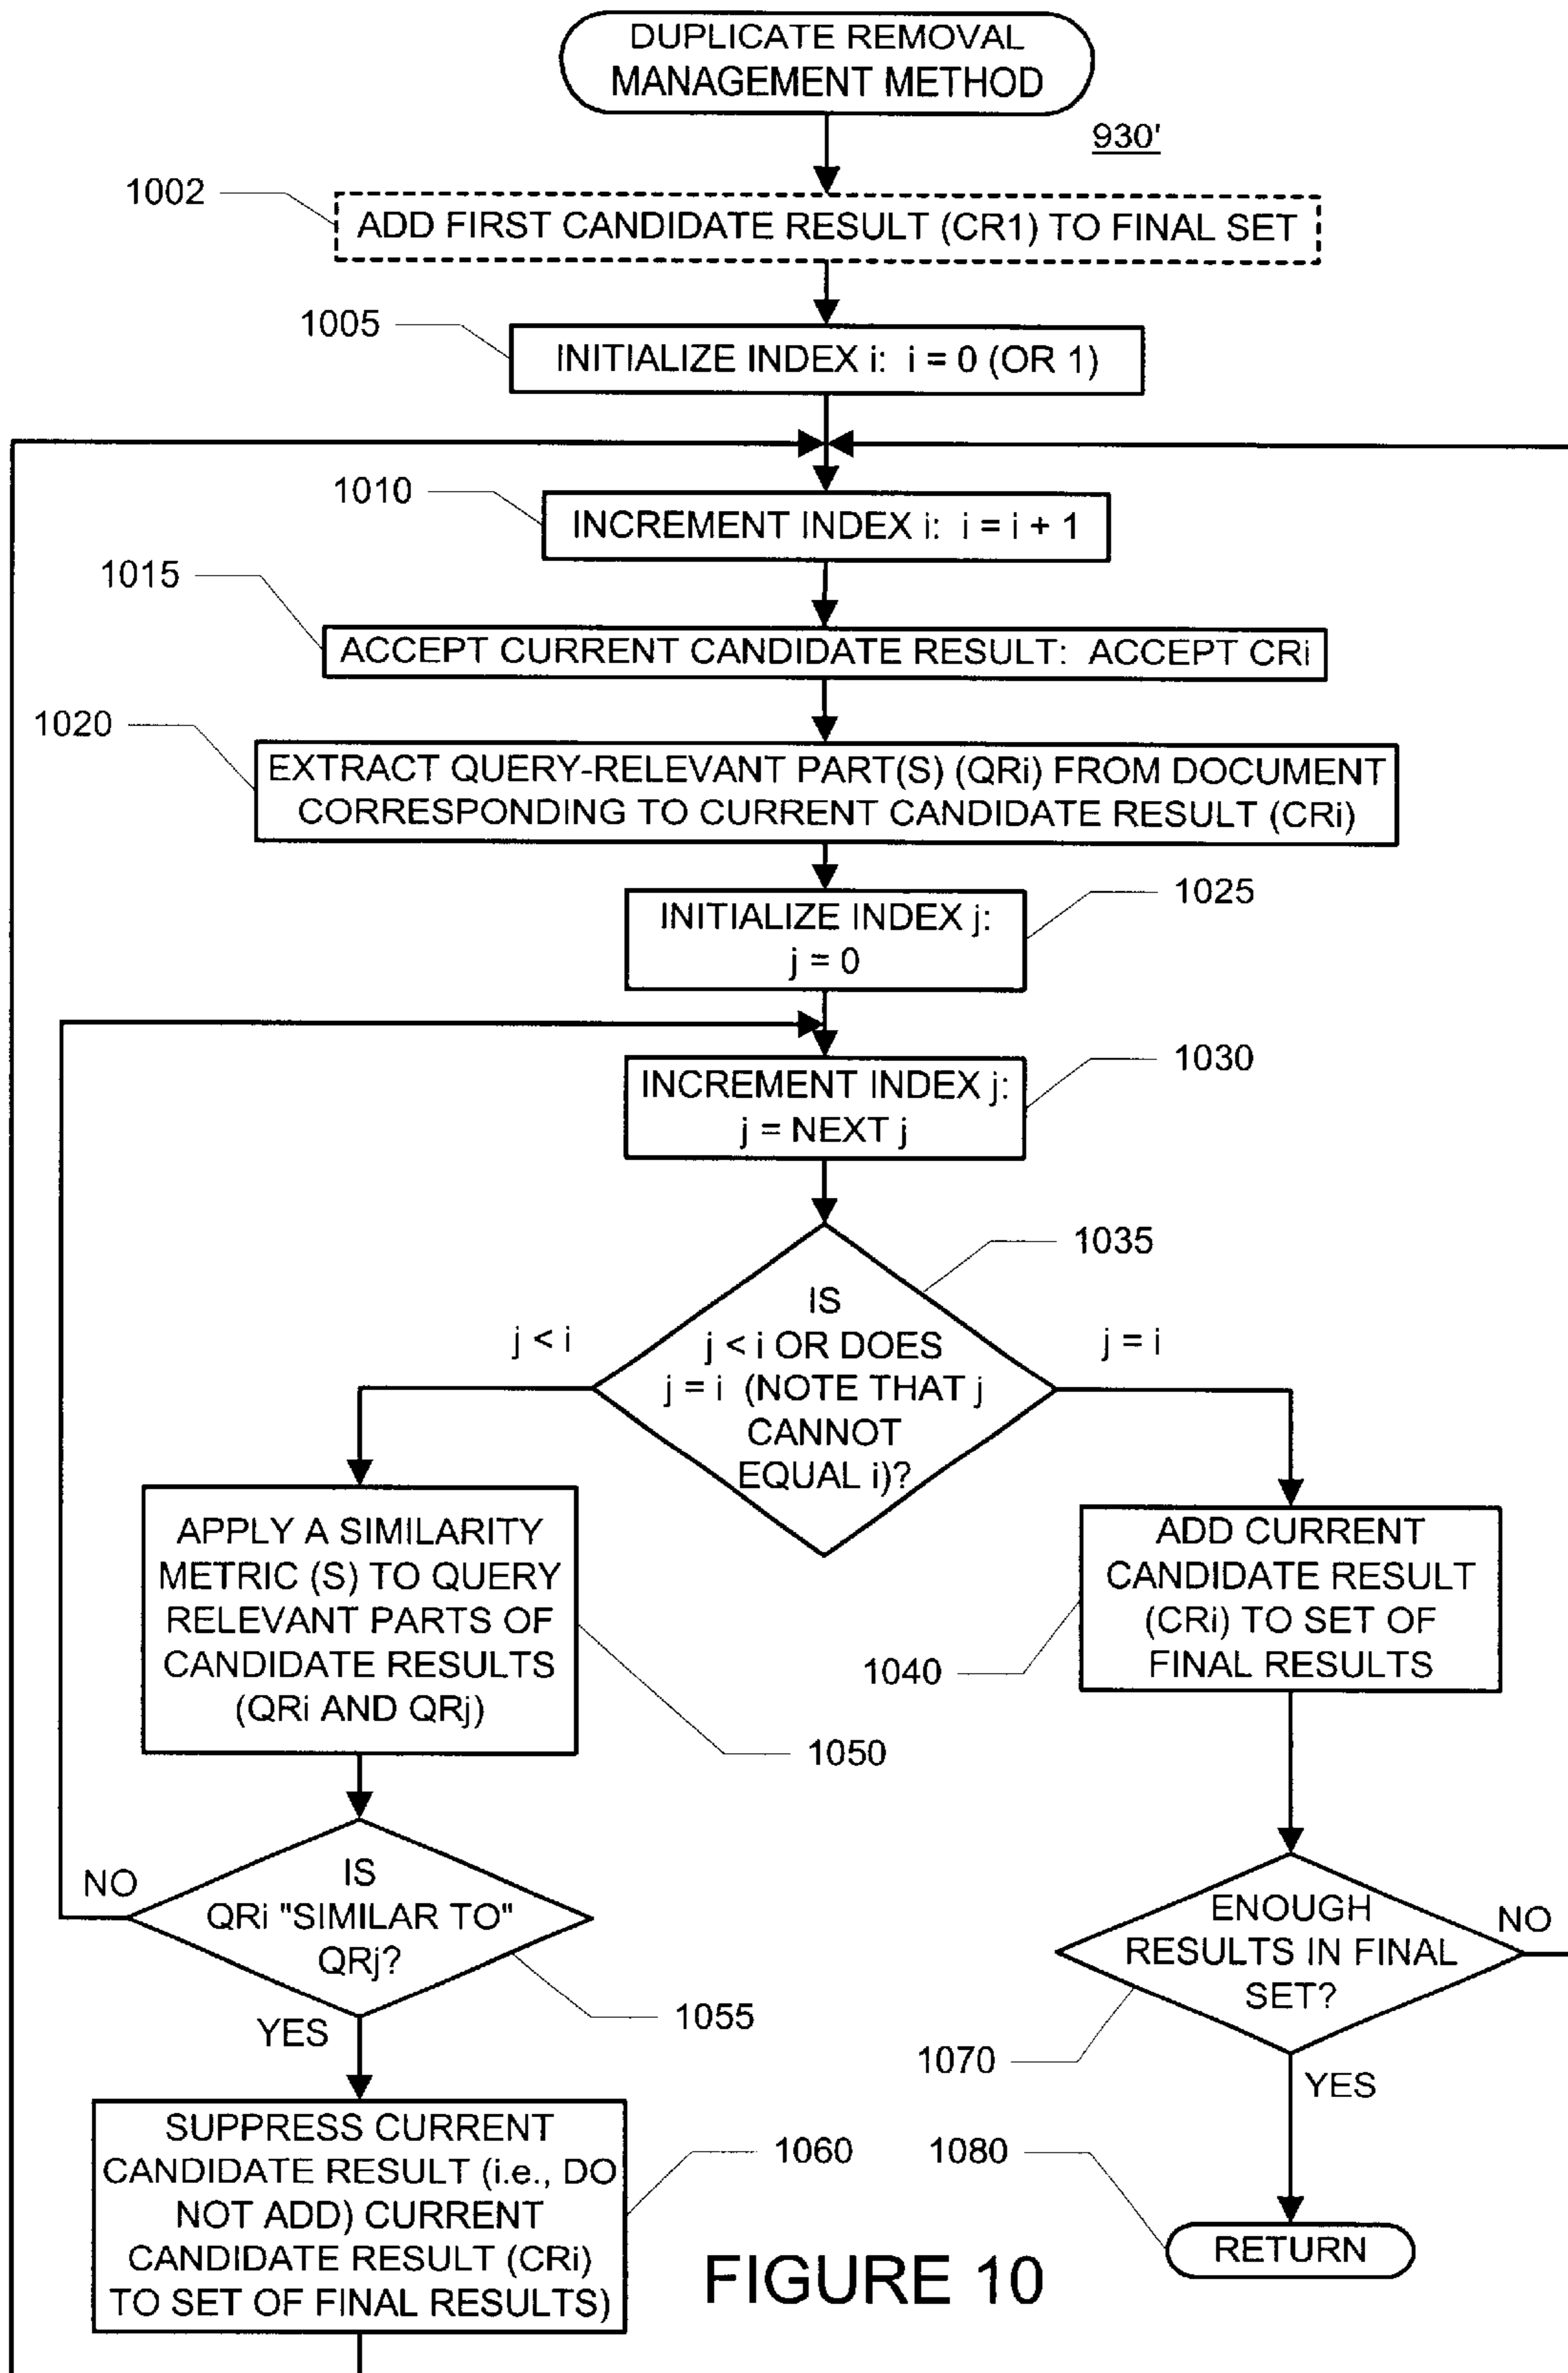 DUPLICATE REMOVAL
MANAGEMENT METHOD
930'
1002
ADD FIRST CANDIDATE RESULT (CR1) TO FINAL SET
1005
INITIALIZE INDEX i: i = 0 (OR 1)
1010
INCREMENT INDEX i: i = i + 1
1015
ACCEPT CURRENT CANDIDATE RESULT: ACCEPT CRi
1020
EXTRACT QUERY-RELEVANT PART(S) (QRi) FROM DOCUMENT
CORRESPONDING TO CURRENT CANDIDATE RESULT (CRi)
1025
INITIALIZE INDEX j:
j = 0
1030
INCREMENT INDEX j:
j = NEXT j
1035
IS
j < i OR DOES
j = i (NOTE THAT j
CANNOT
EQUAL i)?
j < i
j = i
APPLY A SIMILARITY
METRIC (S) TO QUERY
RELEVANT PARTS OF
CANDIDATE RESULTS
(QRi AND QRj)
1050
ADD CURRENT
CANDIDATE RESULT
(CRi) TO SET OF
FINAL RESULTS
1040
NO
IS
QRi "SIMILAR TO"
QRj?
1055
YES
ENOUGH
RESULTS IN FINAL
SET?
NO
1070
YES
SUPPRESS CURRENT
CANDIDATE RESULT (i.e., DO
NOT ADD) CURRENT
CANDIDATE RESULT (CRi)
TO SET OF FINAL RESULTS)
1060
1080
RETURN
FIGURE 10